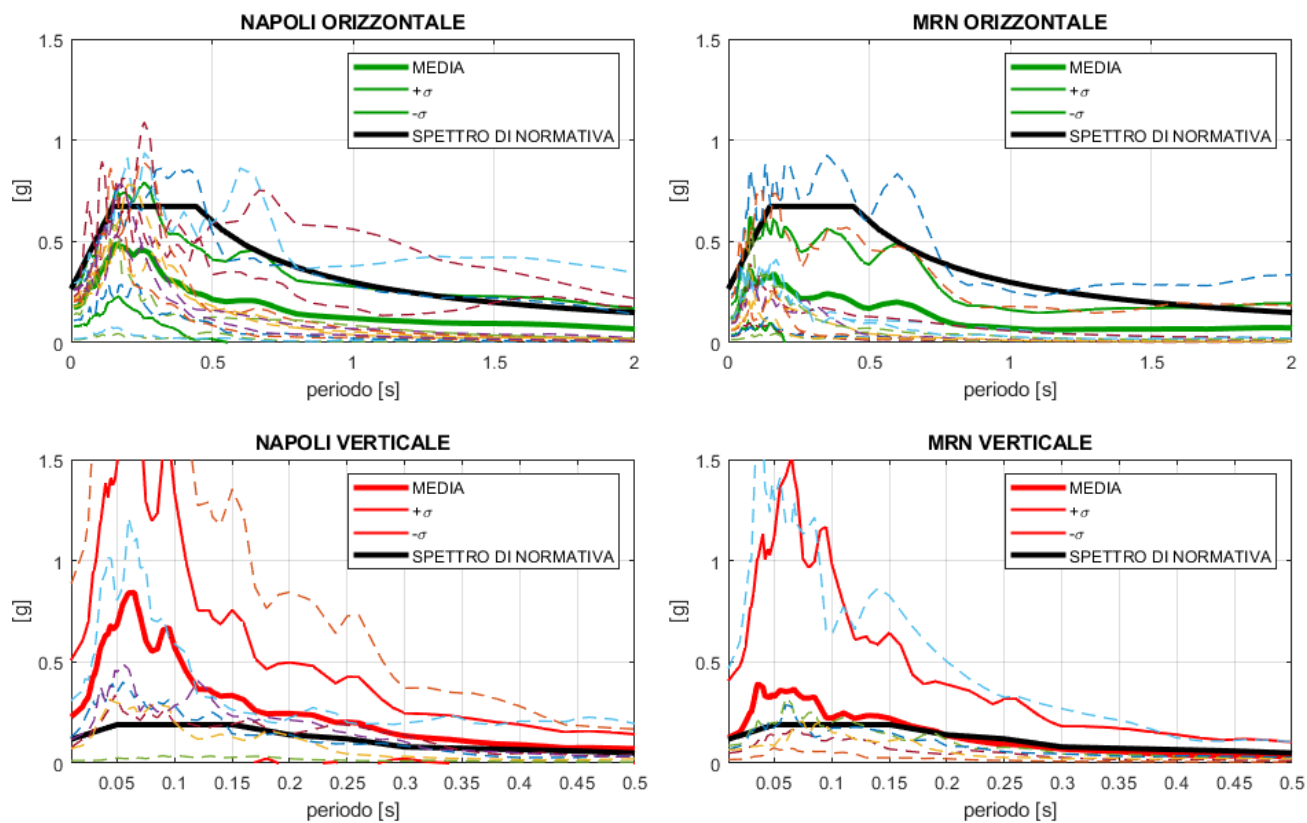 NAPOLI ORIZZONTALE
1.5
1
0.5
0
[g]
MEDIA
+σ
-σ
SPETTRO DI NORMATIVA
0 0.5 1 1.5 2
periodo [s]
MRN ORIZZONTALE
1.5
1
0.5
0
[g]
MEDIA
+σ
-σ
SPETTRO DI NORMATIVA
0 0.5 1 1.5 2
periodo [s]
NAPOLI VERTICALE
1.5
1
0.5
0
[g]
MEDIA
+σ
-σ
SPETTRO DI NORMATIVA
0.05 0.1 0.15 0.2 0.25 0.3 0.35 0.4 0.45 0.5
periodo [s]
MRN VERTICALE
1.5
1
0.5
0
[g]
MEDIA
+σ
-σ
SPETTRO DI NORMATIVA
0.05 0.1 0.15 0.2 0.25 0.3 0.35 0.4 0.45 0.5
periodo [s]